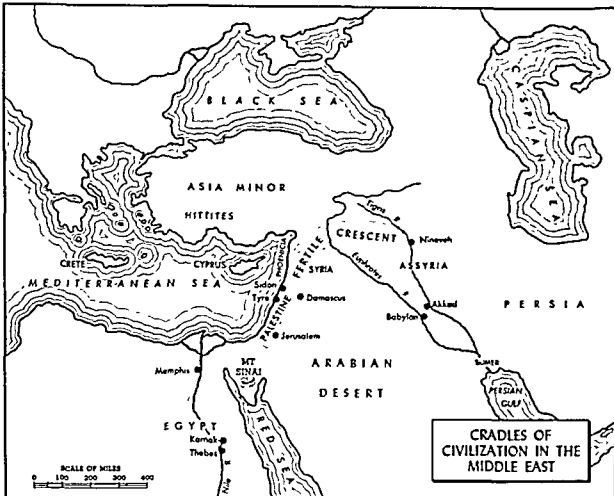 BLACK SEA
CASPIAN SEA
ASIA MINOR
HITTITES
Tigris R.
CRESCENT
Nineveh
FERTILE
PHOENICIA
SYRIA
ASSYRIA
Euphrates R.
CRETE
CYPRUS
MEDITERRANEAN SEA
Sidon
Tyre
Damascus
Akkad
Babylon
PERSIA
PALESTINE
Jerusalem
SUMER
MT
SINAI
ARABIAN
DESERT
Memphis
PERSIAN
GULF
EGYPT
RED SEA
Karnak
Thebes
Nile R.
CRADLES OF
CIVILIZATION IN THE
MIDDLE EAST
SCALE OF MILES
0 100 200 300 400